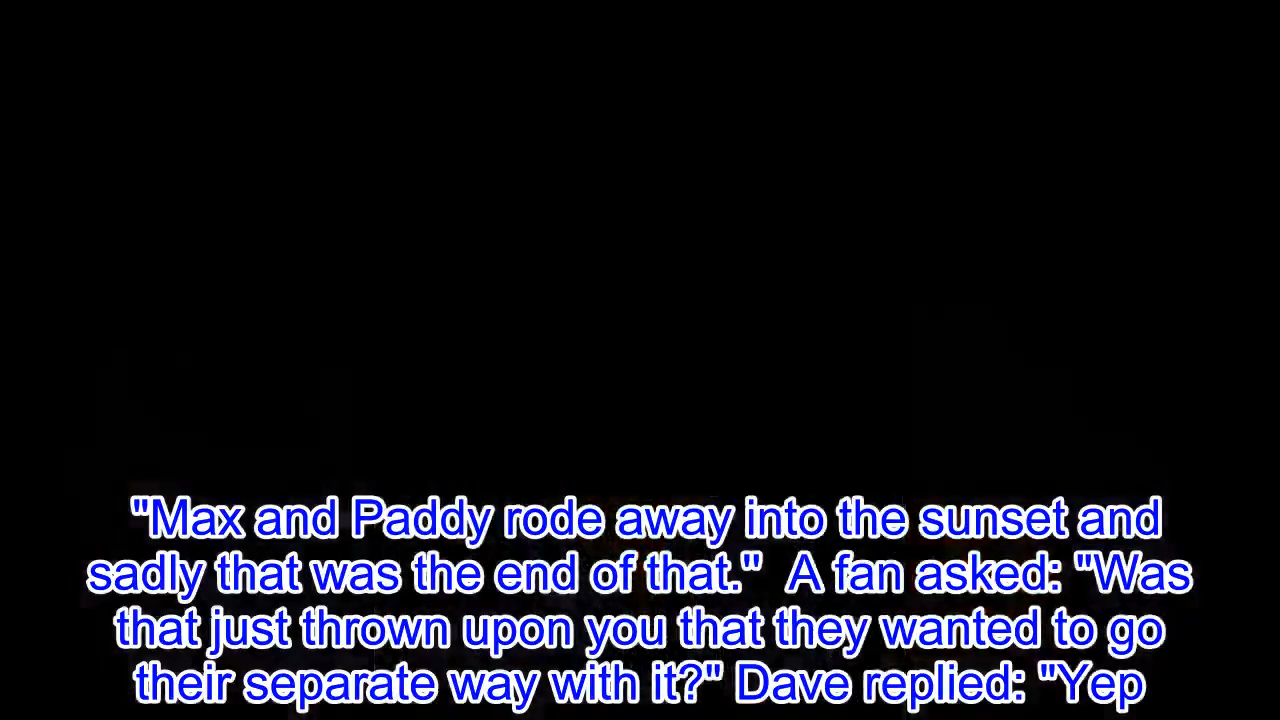 "Max and Paddy rode away into the sunset and
sadly that was the end of that."  A fan asked: "Was
that just thrown upon you that they wanted to go
their separate way with it?" Dave replied: "Yep